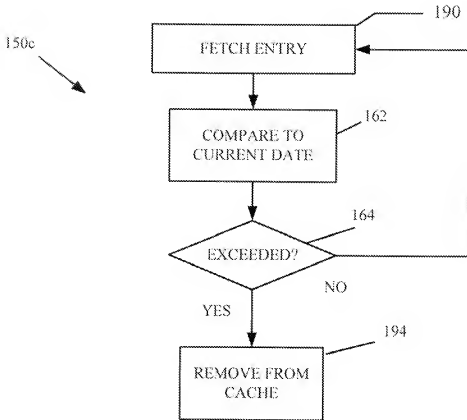 190
FETCH ENTRY
150c
162
COMPARE TO
CURRENT DATE
164
EXCEEDED?
NO
YES
194
REMOVE FROM
CACHE